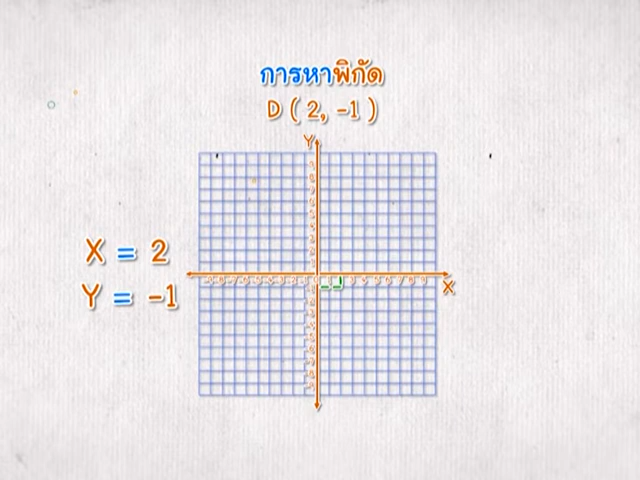 การหาพิกัด
D ( 2, -1 )
Y
X = 2
Y = -1
X